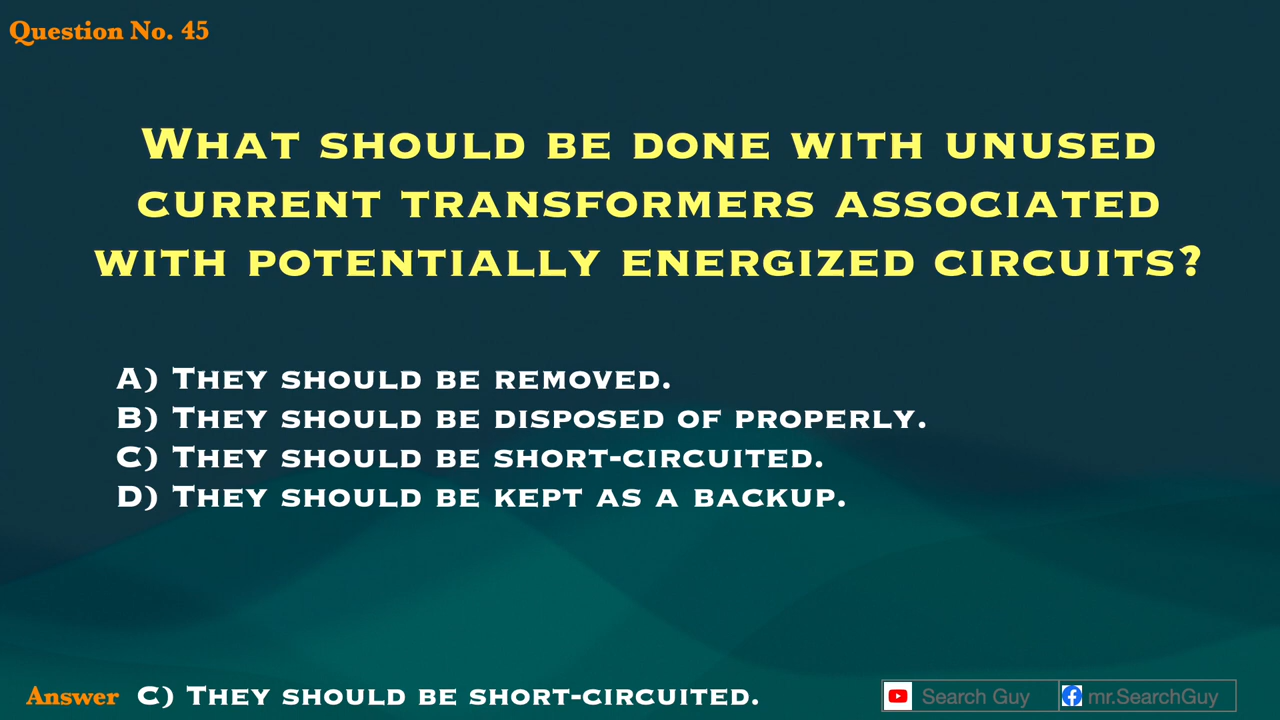 Question No. 45
What should be done with unused
current transformers associated
with potentially energized circuits?
A) They should be removed.
B) They should be disposed of properly.
C) They should be short-circuited.
D) They should be kept as a backup.
Answer C) They should be short-circuited.
Search Guy mr.SearchGuy